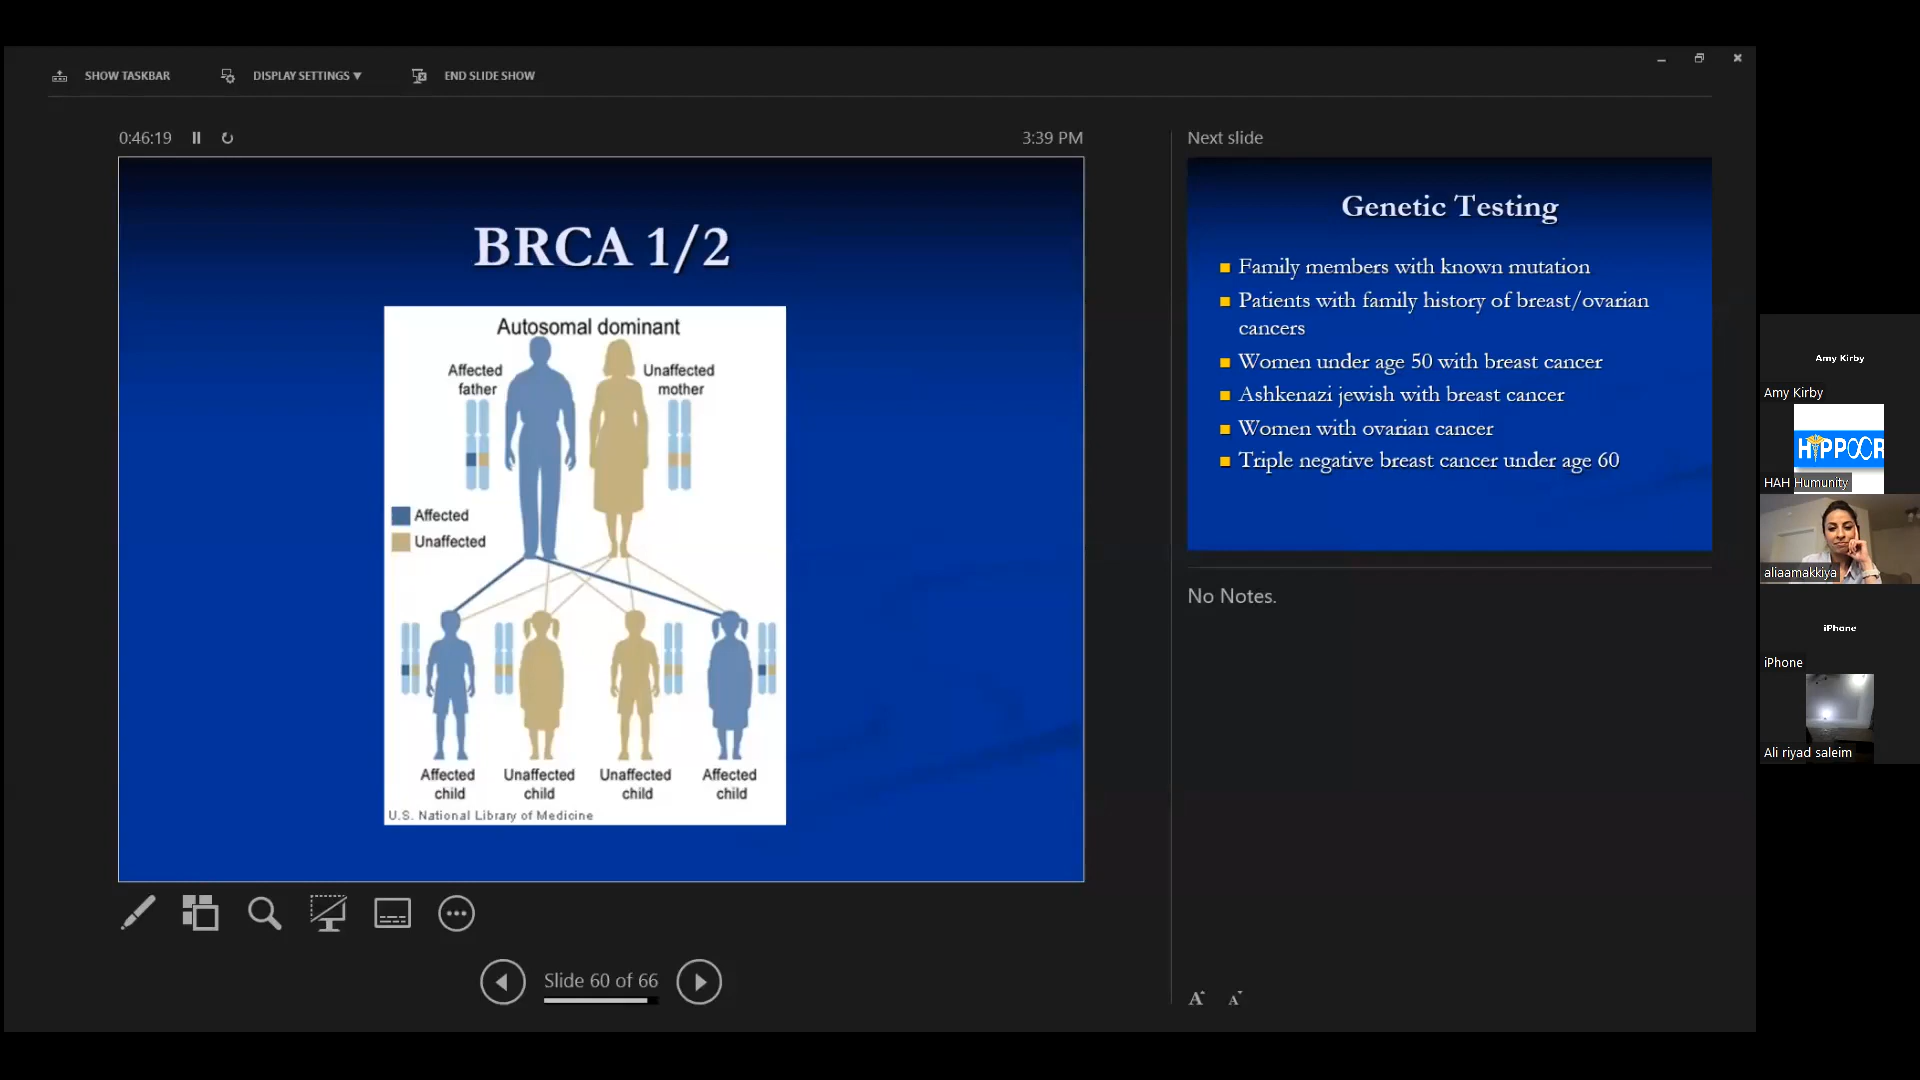 SHOW TASKBAR
DISPLAY SETTINGS ▼
END SLIDE SHOW
0:46:19
3:39 PM
BRCA 1/2
Autosomal dominant
Affected
father
Unaffected
mother
Affected
Unaffected
Affected
child
Unaffected
child
Unaffected
child
Affected
child
U.S. National Library of Medicine
Slide 60 of 66
Next slide
Genetic Testing
Family members with known mutation
Patients with family history of breast/ovarian
cancers
Women under age 50 with breast cancer
Ashkenazi jewish with breast cancer
Women with ovarian cancer
Triple negative breast cancer under age 60
No Notes.
A
A
Amy Kirby
Amy Kirby
HAH Humunity
aliaamakkiya
iPhone
iPhone
Ali riyad saleim